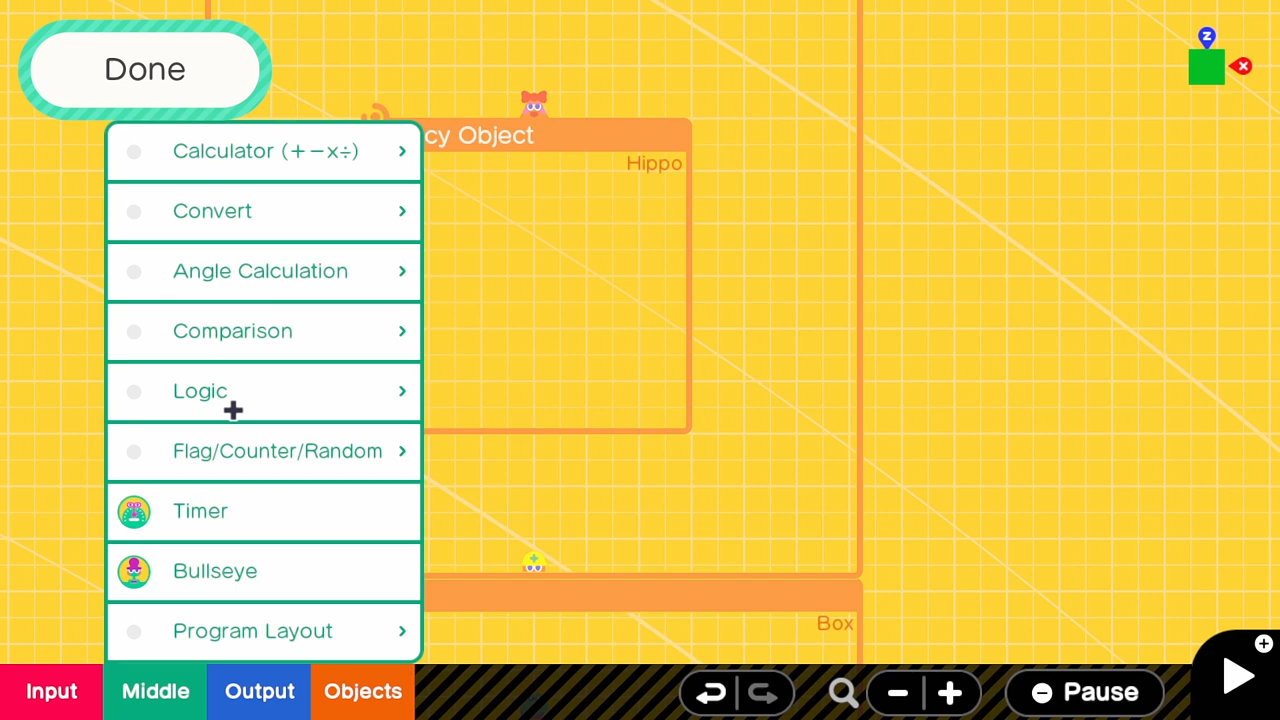 Done
Z
X
cy Object
Hippo
Calculator (+−×÷)
Convert
Angle Calculation
Comparison
Logic
Flag/Counter/Random
Timer
Bullseye
Program Layout
Box
Input
Middle
Output
Objects
Pause